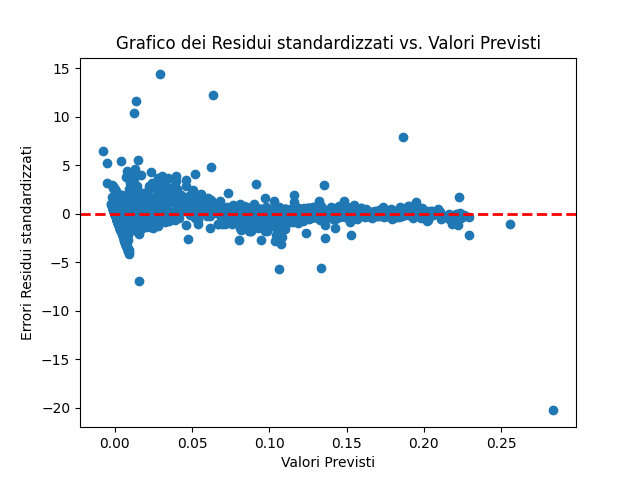 Grafico dei Residui standardizzati vs. Valori Previsti
Errori Residui standardizzati
15
10
5
0
−5
−10
−15
−20
0.00 0.05 0.10 0.15 0.20 0.25
Valori Previsti